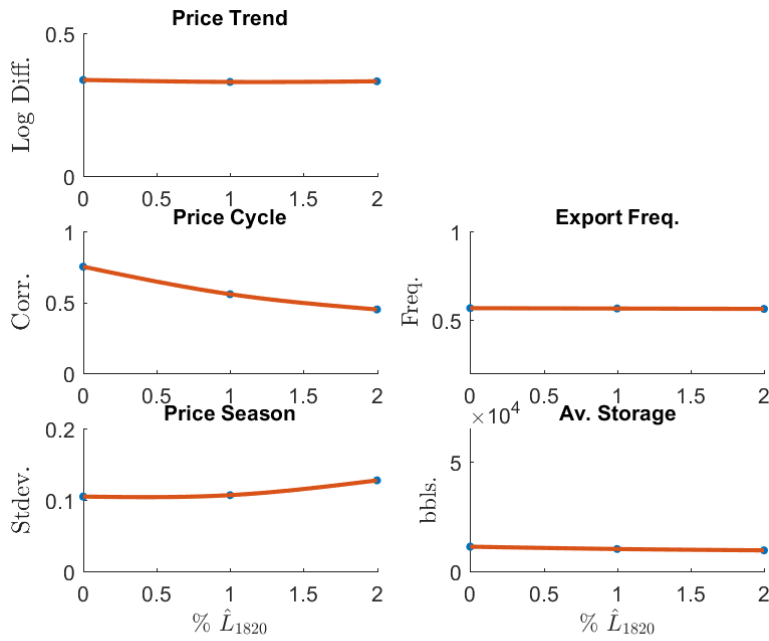 Price Trend
Log Diff.
0.5
0
0 0.5 1 1.5 2
Price Cycle
Corr.
1
0.5
0
0 0.5 1 1.5 2
Export Freq.
Freq.
1
0.5
0 0.5 1 1.5 2
Price Season
Stdev.
0.2
0.1
0
0 0.5 1 1.5 2
% L̂₁₈₂₀
Av. Storage
×10⁴
bbls.
5
0
0 0.5 1 1.5 2
% L̂₁₈₂₀